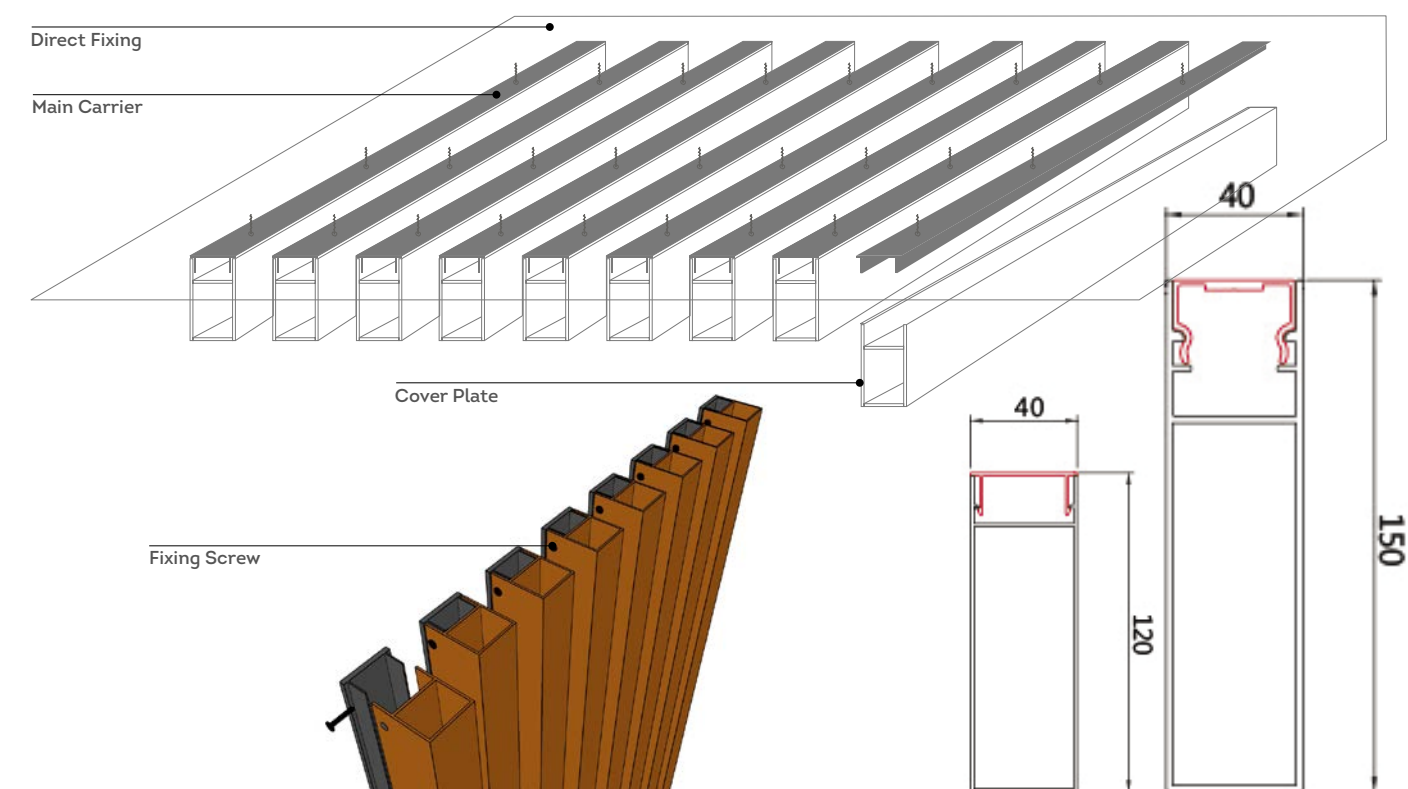 Direct Fixing
Main Carrier
40
Cover Plate
40
150
Fixing Screw
120